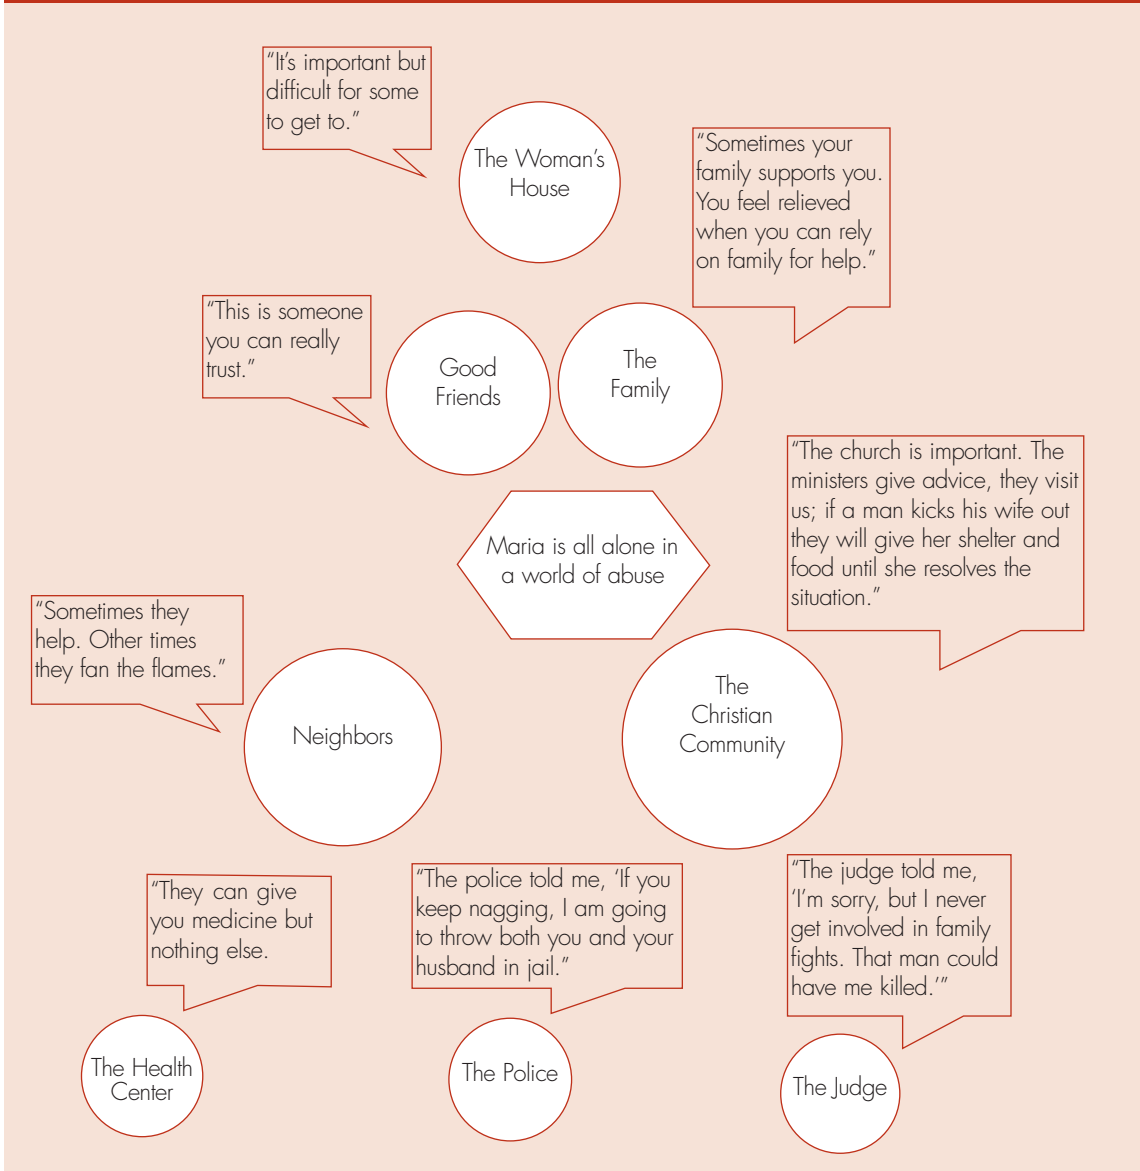 “It’s important but
difficult for some
to get to.”
The Woman’s
House
“Sometimes your
family supports you.
You feel relieved
when you can rely
on family for help.”
“This is someone
you can really
trust.”
Good
Friends
The
Family
“The church is important. The
ministers give advice, they visit
us; if a man kicks his wife out
they will give her shelter and
food until she resolves the
situation.”
Maria is all alone in
a world of abuse
“Sometimes they
help. Other times
they fan the flames.”
Neighbors
The
Christian
Community
“They can give
you medicine but
nothing else.
The Health
Center
“The police told me, ‘If you
keep nagging, I am going
to throw both you and your
husband in jail.”
The Police
“The judge told me,
‘I’m sorry, but I never
get involved in family
fights. That man could
have me killed.’”
The Judge